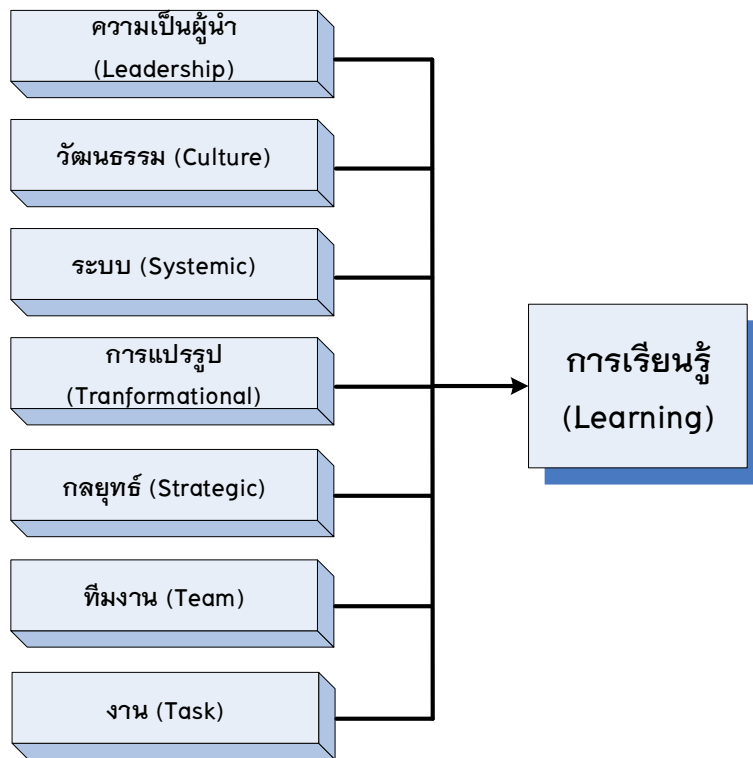 ความเป็นผู้นำ
(Leadership)
วัฒนธรรม (Culture)
ระบบ (Systemic)
การแปรรูป
(Tranformational)
กลยุทธ์ (Strategic)
ทีมงาน (Team)
งาน (Task)
การเรียนรู้
(Learning)